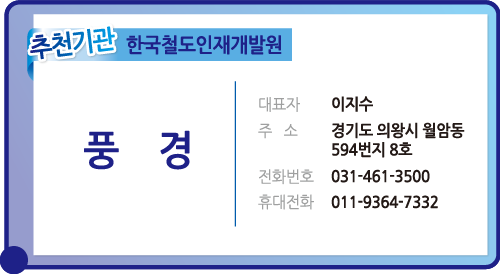 추천기관 한국철도인재개발원
풍 경
대표자 이지수
주 소 경기도 의왕시 월암동
594번지 8호
전화번호 031-461-3500
휴대전화 011-9364-7332